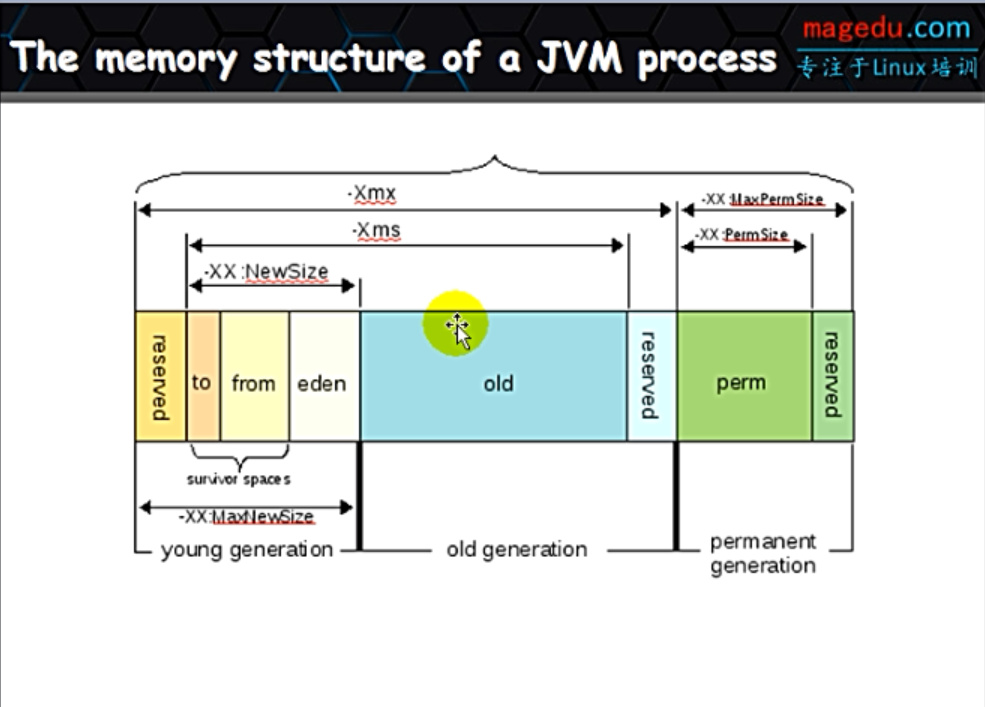 The memory structure of a JVM process
magedu.com
专注于Linux培训
-Xmx
-XX:MaxPermSize
-Xms
-XX:PermSize
-XX:NewSize
reserved
to
from
eden
old
reserved
perm
reserved
survivor spaces
-XX:MaxNewSize
young generation
old generation
permanent
generation